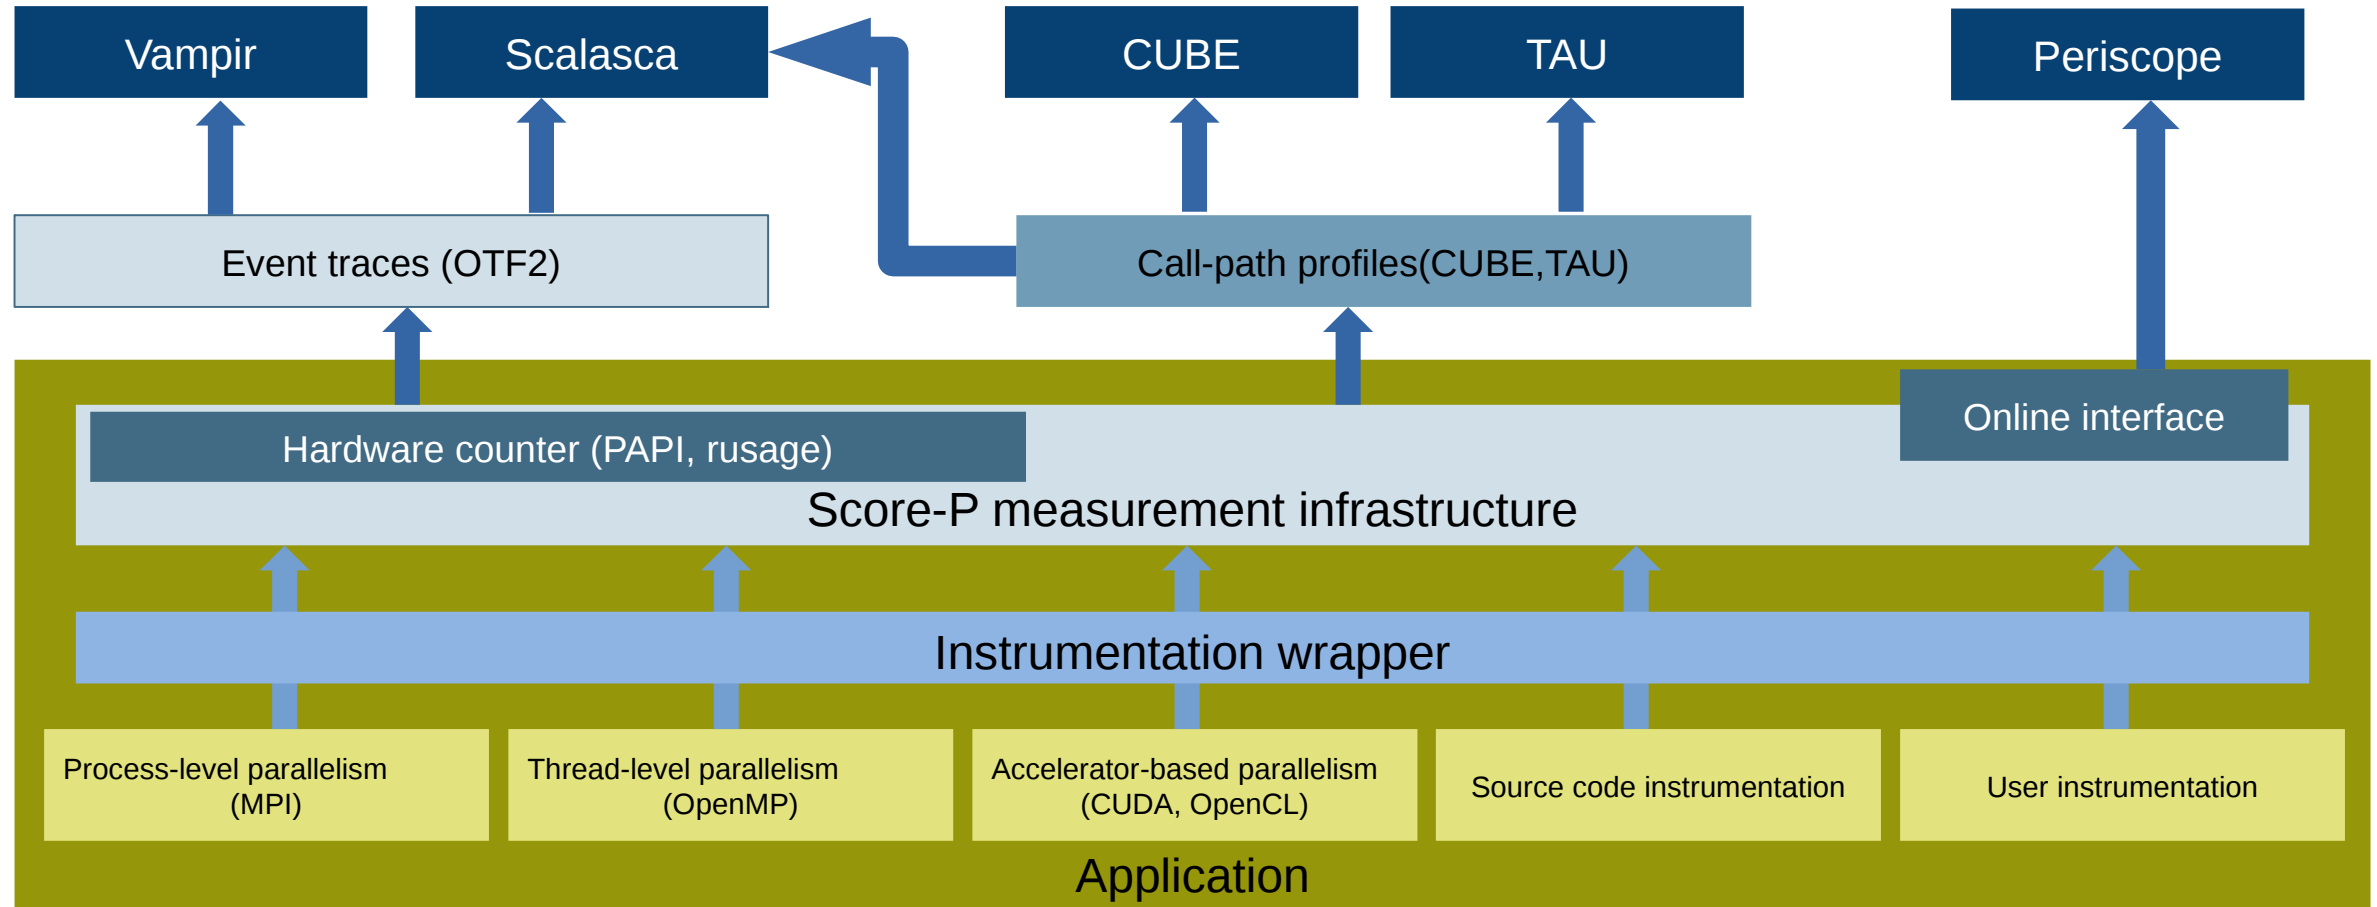 Vampir
Scalasca
CUBE
TAU
Periscope
Event traces (OTF2)
Call-path profiles(CUBE,TAU)
Online interface
Hardware counter (PAPI, rusage)
Score-P measurement infrastructure
Instrumentation wrapper
Process-level parallelism
(MPI)
Thread-level parallelism
(OpenMP)
Accelerator-based parallelism
(CUDA, OpenCL)
Source code instrumentation
User instrumentation
Application